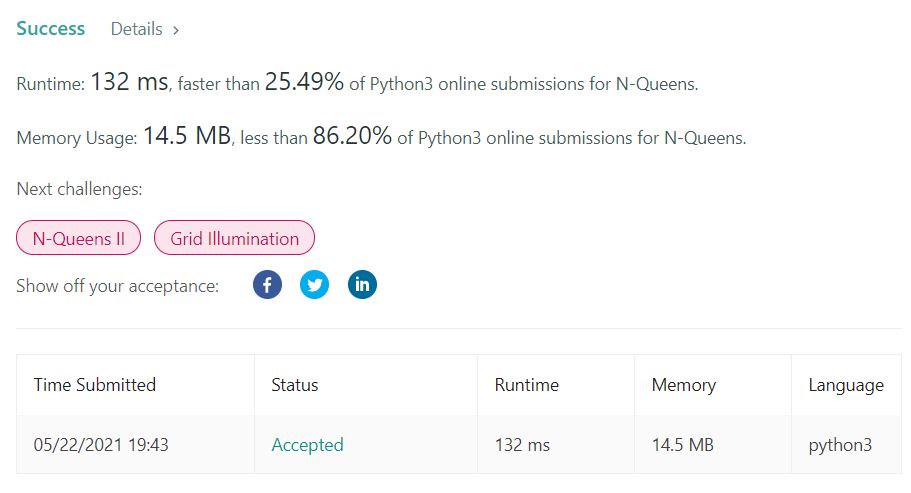 Success Details >
Runtime: 132 ms, faster than 25.49% of Python3 online submissions for N-Queens.
Memory Usage: 14.5 MB, less than 86.20% of Python3 online submissions for N-Queens.
Next challenges:
N-Queens II Grid Illumination
Show off your acceptance: f in
Time Submitted Status Runtime Memory Language
05/22/2021 19:43 Accepted 132 ms 14.5 MB python3